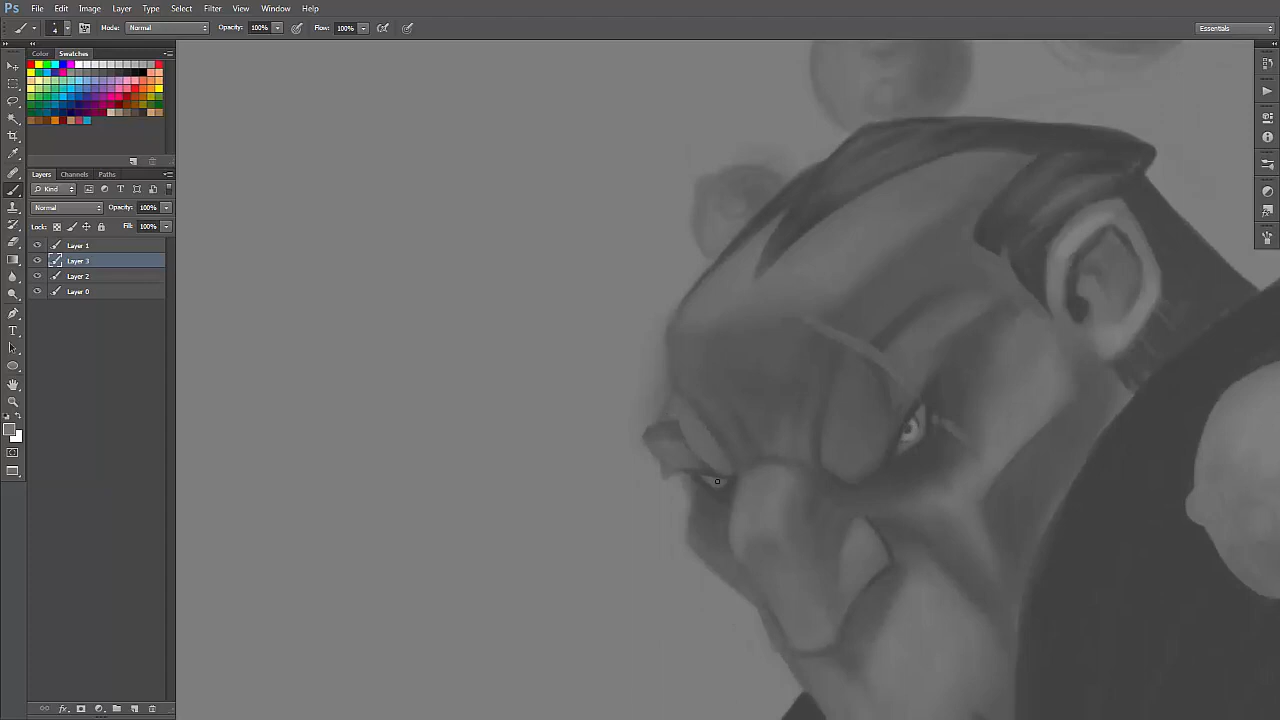 Ps File Edit Image Layer Type Select Filter View Window Help
4 Mode: Normal Opacity: 100% Flow: 100% Essentials
Color Swatches
Layers Channels Paths
Kind
Normal Opacity: 100%
Lock: Fill: 100%
Layer 1
Layer 3
Layer 2
Layer 0